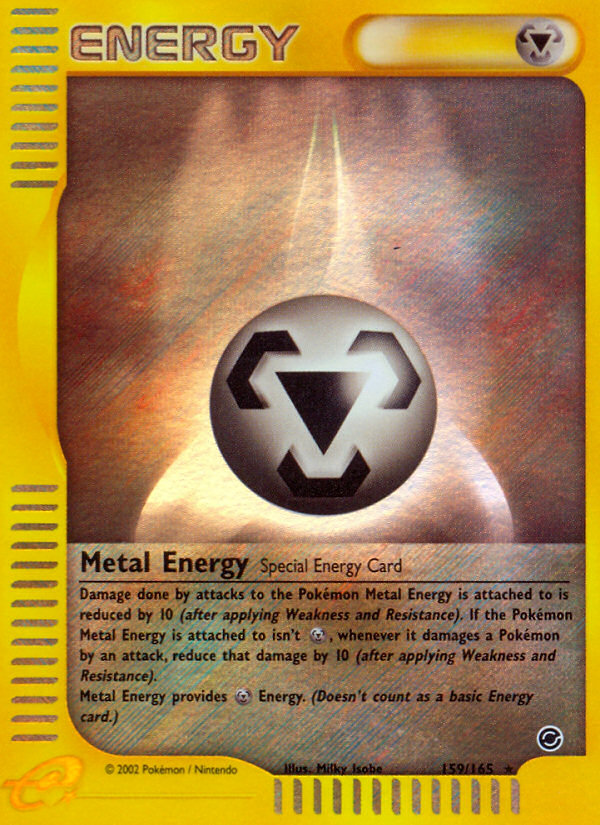 ENERGY
Metal Energy Special Energy Card
Damage done by attacks to the Pokémon Metal Energy is attached to is
reduced by 10 (after applying Weakness and Resistance). If the Pokémon
Metal Energy is attached to isn't , whenever it damages a Pokémon
by an attack, reduce that damage by 10 (after applying Weakness and
Resistance).
Metal Energy provides Energy. (Doesn't count as a basic Energy
card.)
© 2002 Pokémon / Nintendo Illus. Milky Isobe 159/165 ★